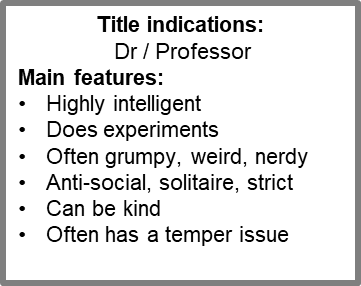 Title indications:
Dr / Professor
Main features:
• Highly intelligent
• Does experiments
• Often grumpy, weird, nerdy
• Anti-social, solitaire, strict
• Can be kind
• Often has a temper issue